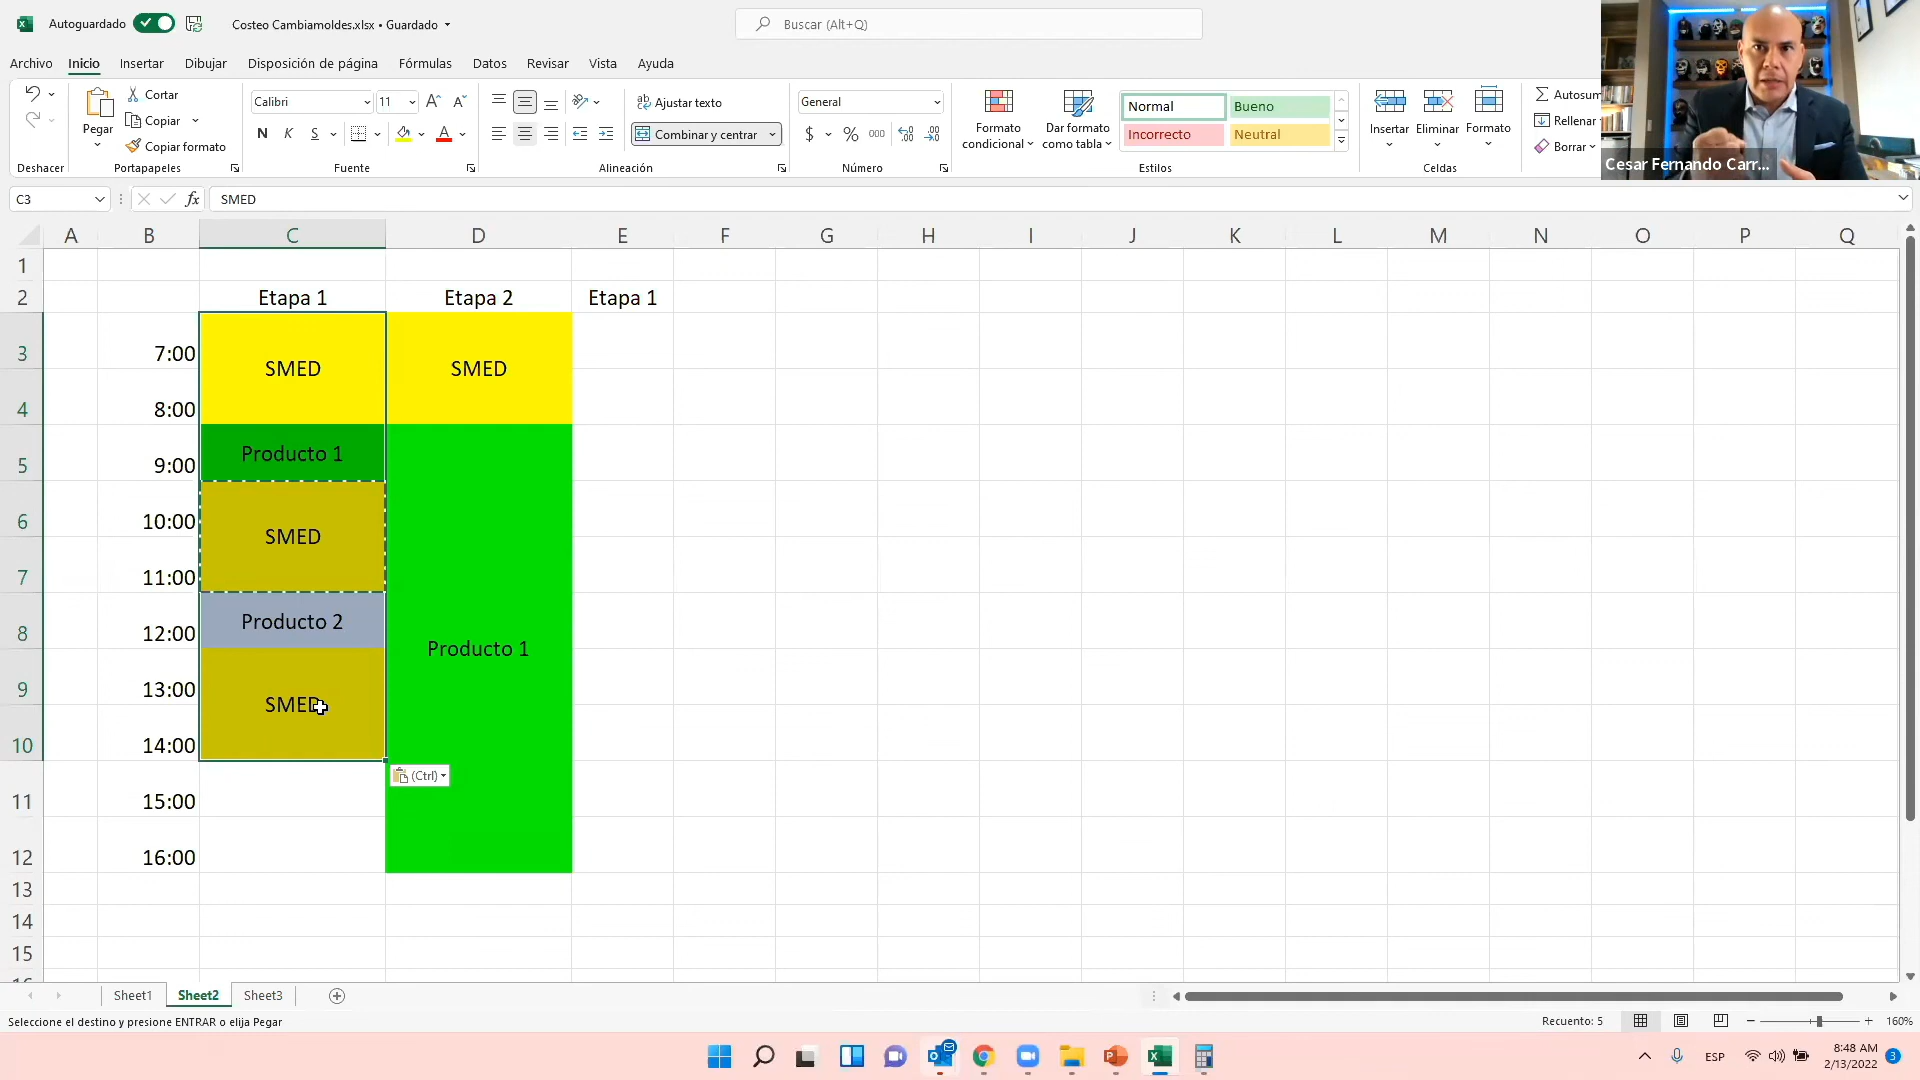 Autoguardado
Costeo Cambiamoldes.xlsx • Guardado
Buscar (Alt+Q)
Archivo Inicio Insertar Dibujar Disposición de página Fórmulas Datos Revisar Vista Ayuda
Pegar
Cortar
Copiar
Copiar formato
Calibri 11
N K S
Ajustar texto
Combinar y centrar
General
$ % 000
Formato condicional
Dar formato como tabla
Normal Bueno
Incorrecto Neutral
Insertar Eliminar Formato
Autosum
Rellenar
Borrar
Deshacer Portapapeles Fuente Alineación Número Estilos Celdas
Cesar Fernando Carr...
C3 fx SMED
A B C D E F G H I J K L M N O P Q
1
2 Etapa 1 Etapa 2 Etapa 1
3 7:00 SMED SMED
4 8:00
5 9:00 Producto 1
6 10:00 SMED
7 11:00
8 12:00 Producto 2 Producto 1
9 13:00 SMED
10 14:00
(Ctrl)
11 15:00
12 16:00
13
14
15
Sheet1 Sheet2 Sheet3
Seleccione el destino y presione ENTRAR o elija Pegar
Recuento: 5
160%
ESP
8:48 AM
2/13/2022
3